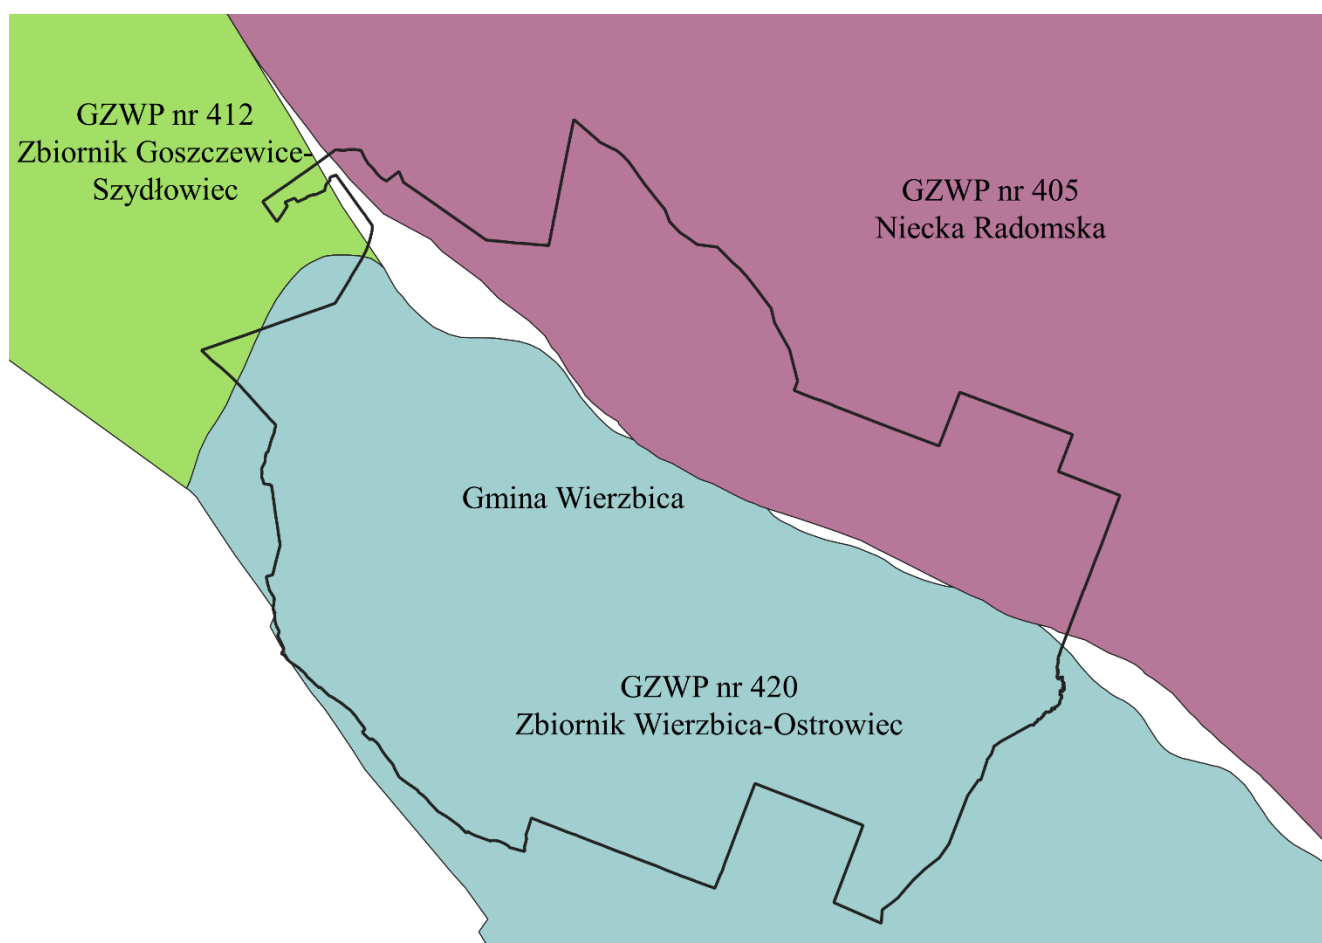 GZWP nr 412
Zbiornik Goszczewice-
Szydłowiec
GZWP nr 405
Niecka Radomska
Gmina Wierzbica
GZWP nr 420
Zbiornik Wierzbica-Ostrowiec